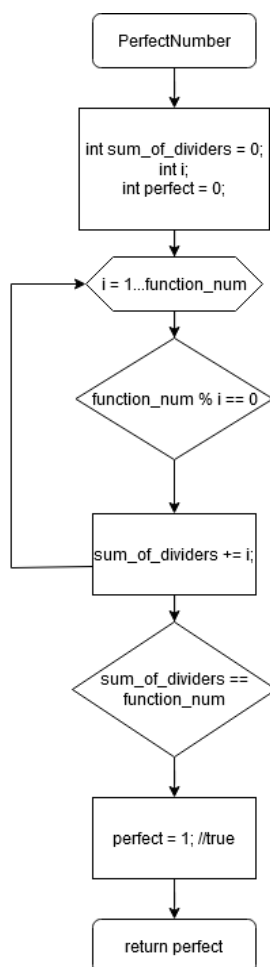 PerfectNumber
int sum_of_dividers = 0;
int i;
int perfect = 0;
i = 1...function_num
function_num % i == 0
sum_of_dividers += i;
sum_of_dividers ==
function_num
perfect = 1; //true
return perfect